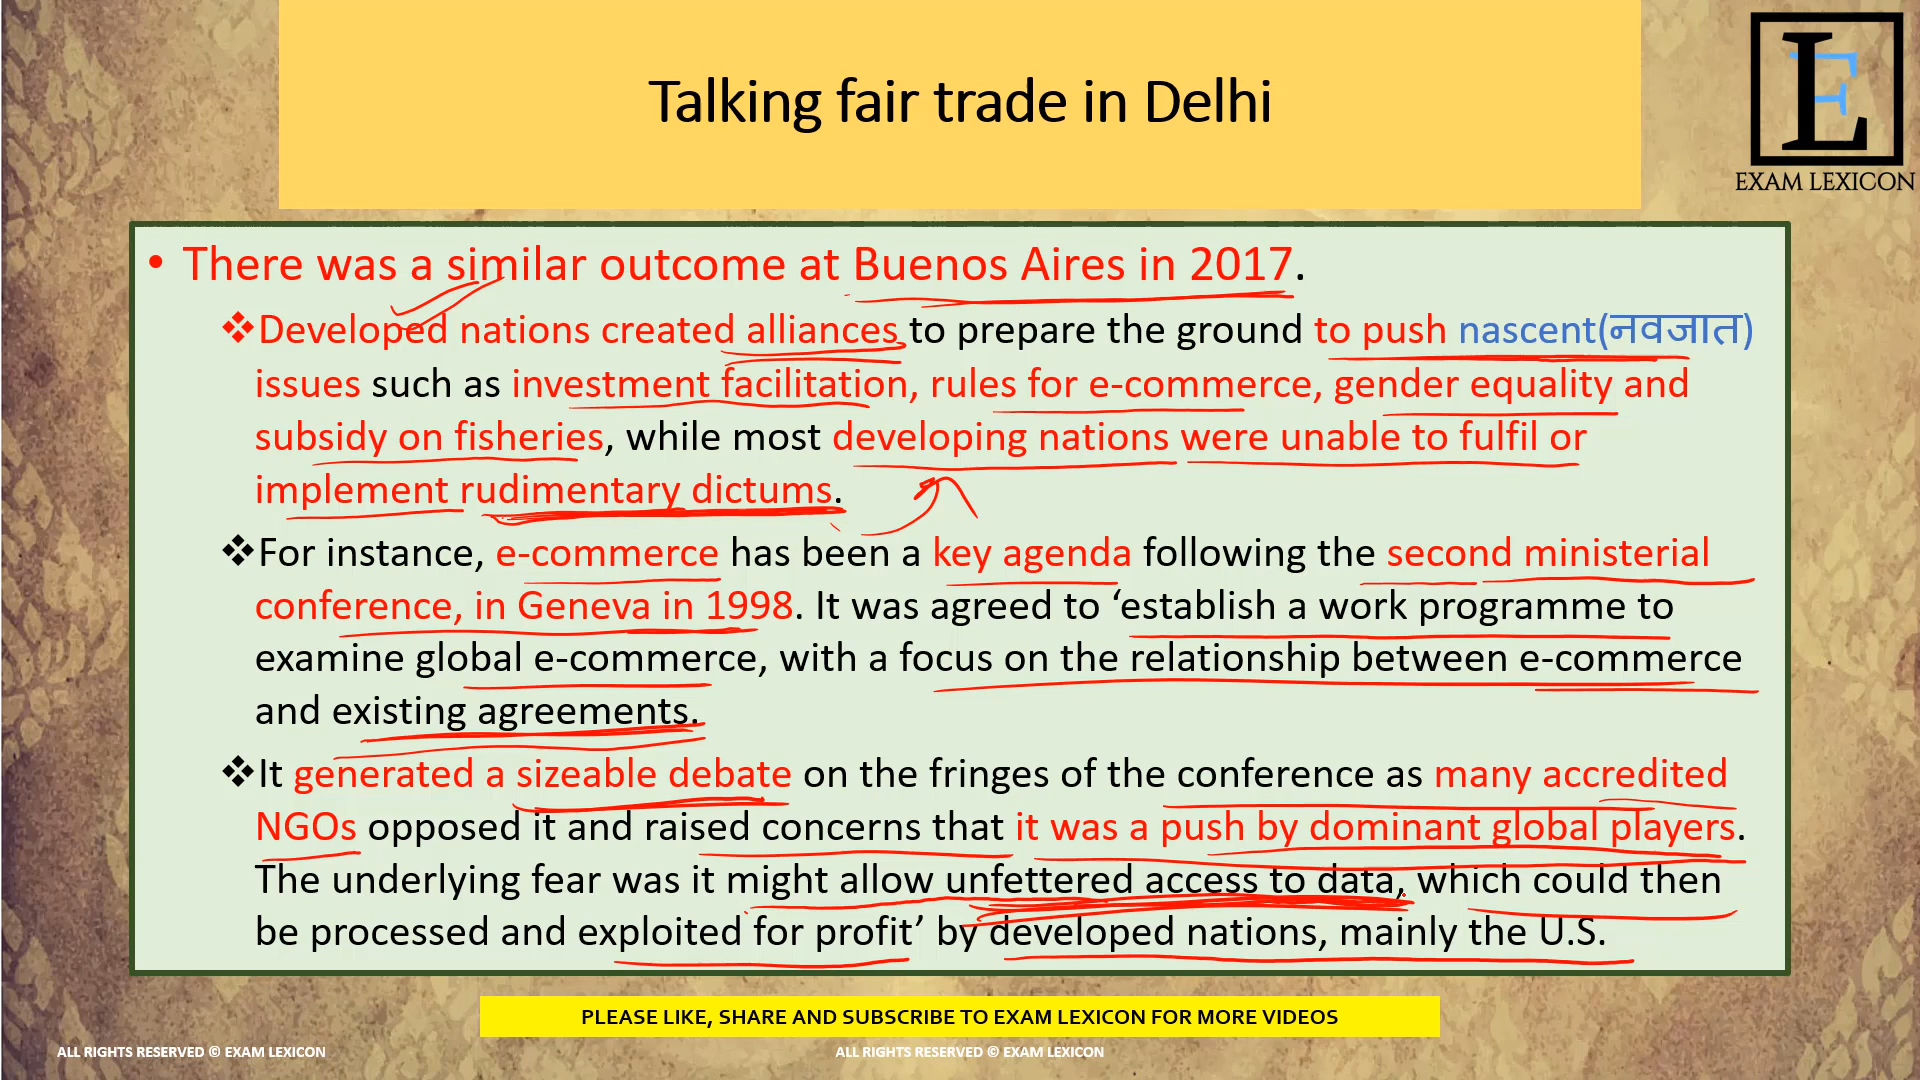 Talking fair trade in Delhi
LE
EXAM LEXICON
• There was a similar outcome at Buenos Aires in 2017.
❖Developed nations created alliances to prepare the ground to push nascent(नवजात)
issues such as investment facilitation, rules for e-commerce, gender equality and
subsidy on fisheries, while most developing nations were unable to fulfil or
implement rudimentary dictums.
❖For instance, e-commerce has been a key agenda following the second ministerial
conference, in Geneva in 1998. It was agreed to ‘establish a work programme to
examine global e-commerce, with a focus on the relationship between e-commerce
and existing agreements.
❖It generated a sizeable debate on the fringes of the conference as many accredited
NGOs opposed it and raised concerns that it was a push by dominant global players.
The underlying fear was it might allow unfettered access to data, which could then
be processed and exploited for profit’ by developed nations, mainly the U.S.
PLEASE LIKE, SHARE AND SUBSCRIBE TO EXAM LEXICON FOR MORE VIDEOS
ALL RIGHTS RESERVED © EXAM LEXICON
ALL RIGHTS RESERVED © EXAM LEXICON